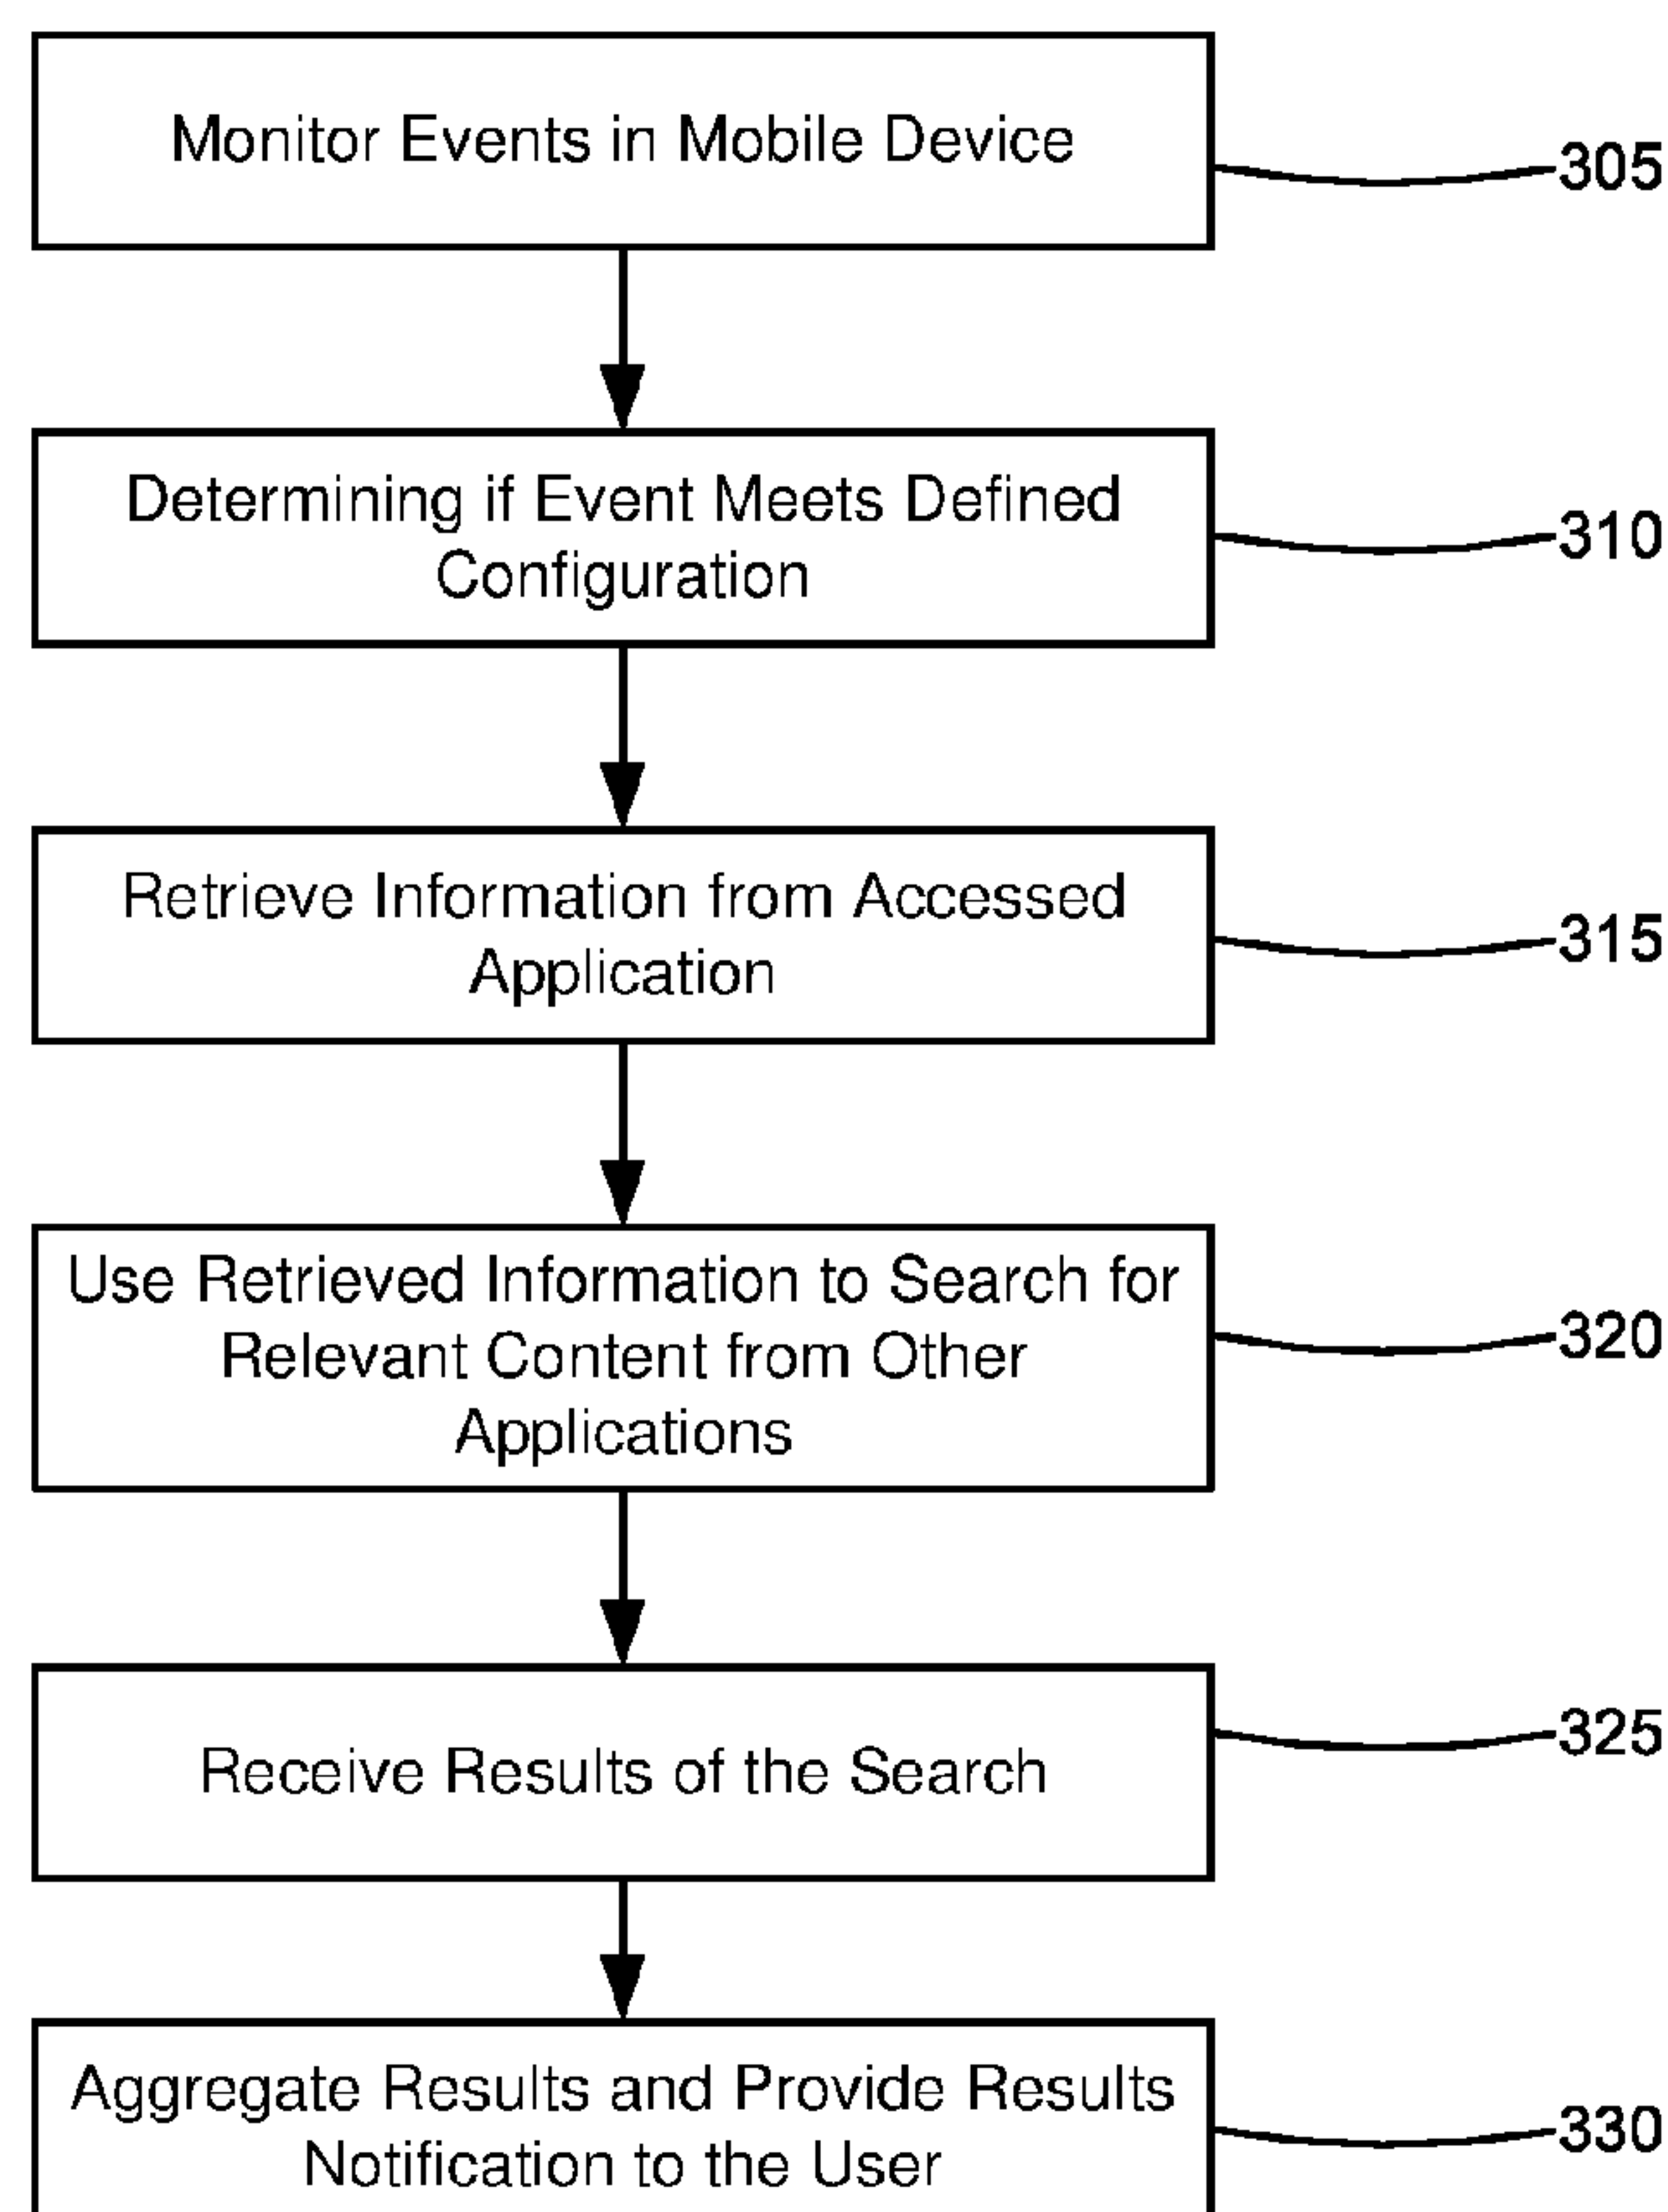 Monitor Events in Mobile Device
305
Determining if Event Meets Defined
Configuration
310
Retrieve Information from Accessed
Application
315
Use Retrieved Information to Search for
Relevant Content from Other
Applications
320
Receive Results of the Search
325
Aggregate Results and Provide Results
Notification to the User
330